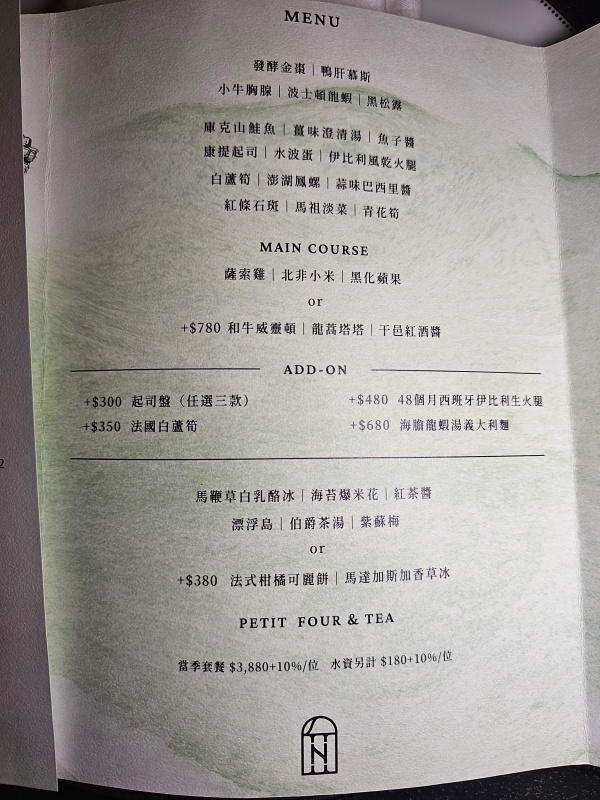 MENU
發酵金棗｜鴨肝慕斯
小牛胸腺｜波士頓龍蝦｜黑松露
庫克山鮭魚｜薑味澄清湯｜魚子醬
康提起司｜水波蛋｜伊比利風乾火腿
白蘆筍｜澎湖鳳螺｜蒜味巴西里醬
紅條石斑｜馬祖淡菜｜青花筍
MAIN COURSE
薩索雞｜北非小米｜黑化蘋果
or
+$780 和牛威靈頓｜龍蒿塔塔｜干邑紅酒醬
ADD-ON
+$300 起司盤（任選三款） +$480 48個月西班牙伊比利生火腿
+$350 法國白蘆筍 +$680 海膽龍蝦湯義大利麵
馬鞭草白乳酪冰｜海苔爆米花｜紅茶醬
漂浮島｜伯爵茶湯｜紫蘇梅
or
+$380 法式柑橘可麗餅｜馬達加斯加香草冰
PETIT FOUR & TEA
當季套餐 $3,880+10%/位 水資另計 $180+10%/位
N
2